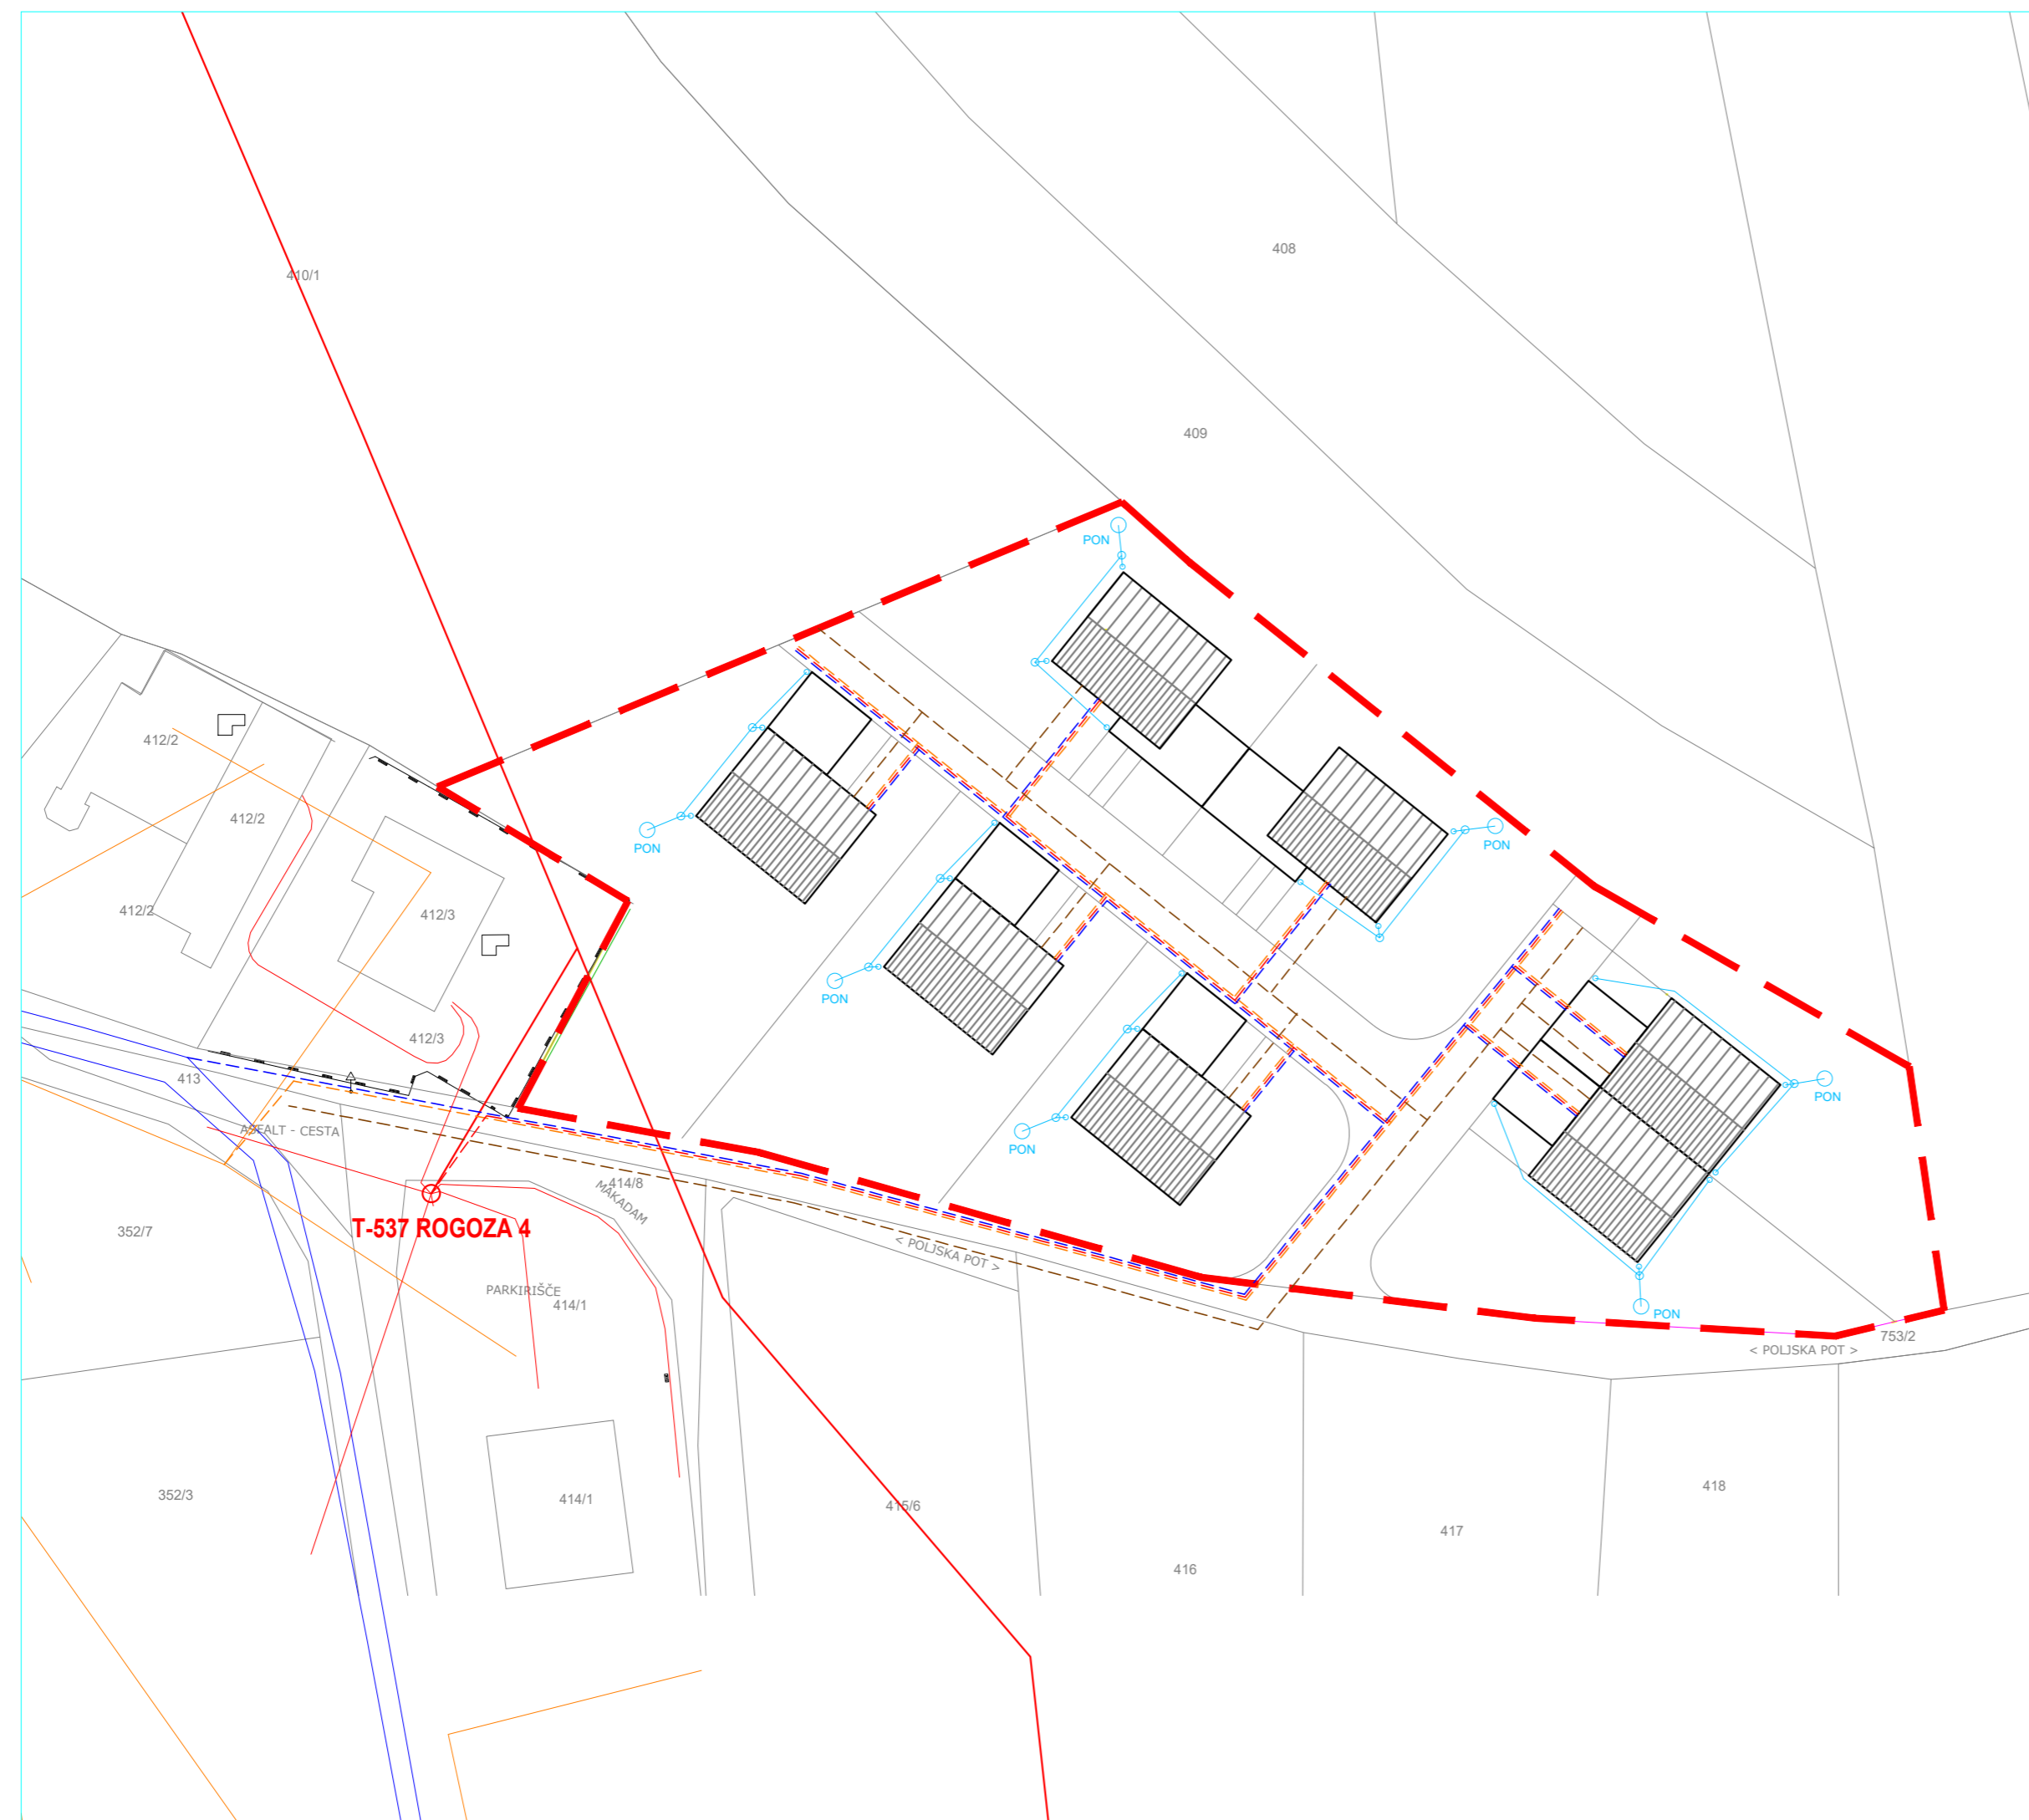 408
410/1
409
PON
412/2
412/2
PON
PON
412/2
412/3
PON
412/3
413
PON
ASFALT - CESTA
PON
414/8
MAKADAM
T-537 ROGOZA 4
352/7
< POLJSKA POT >
PARKIRIŠČE
414/1
PON
753/2
< POLJSKA POT >
352/3
414/1
415/6
418
417
416